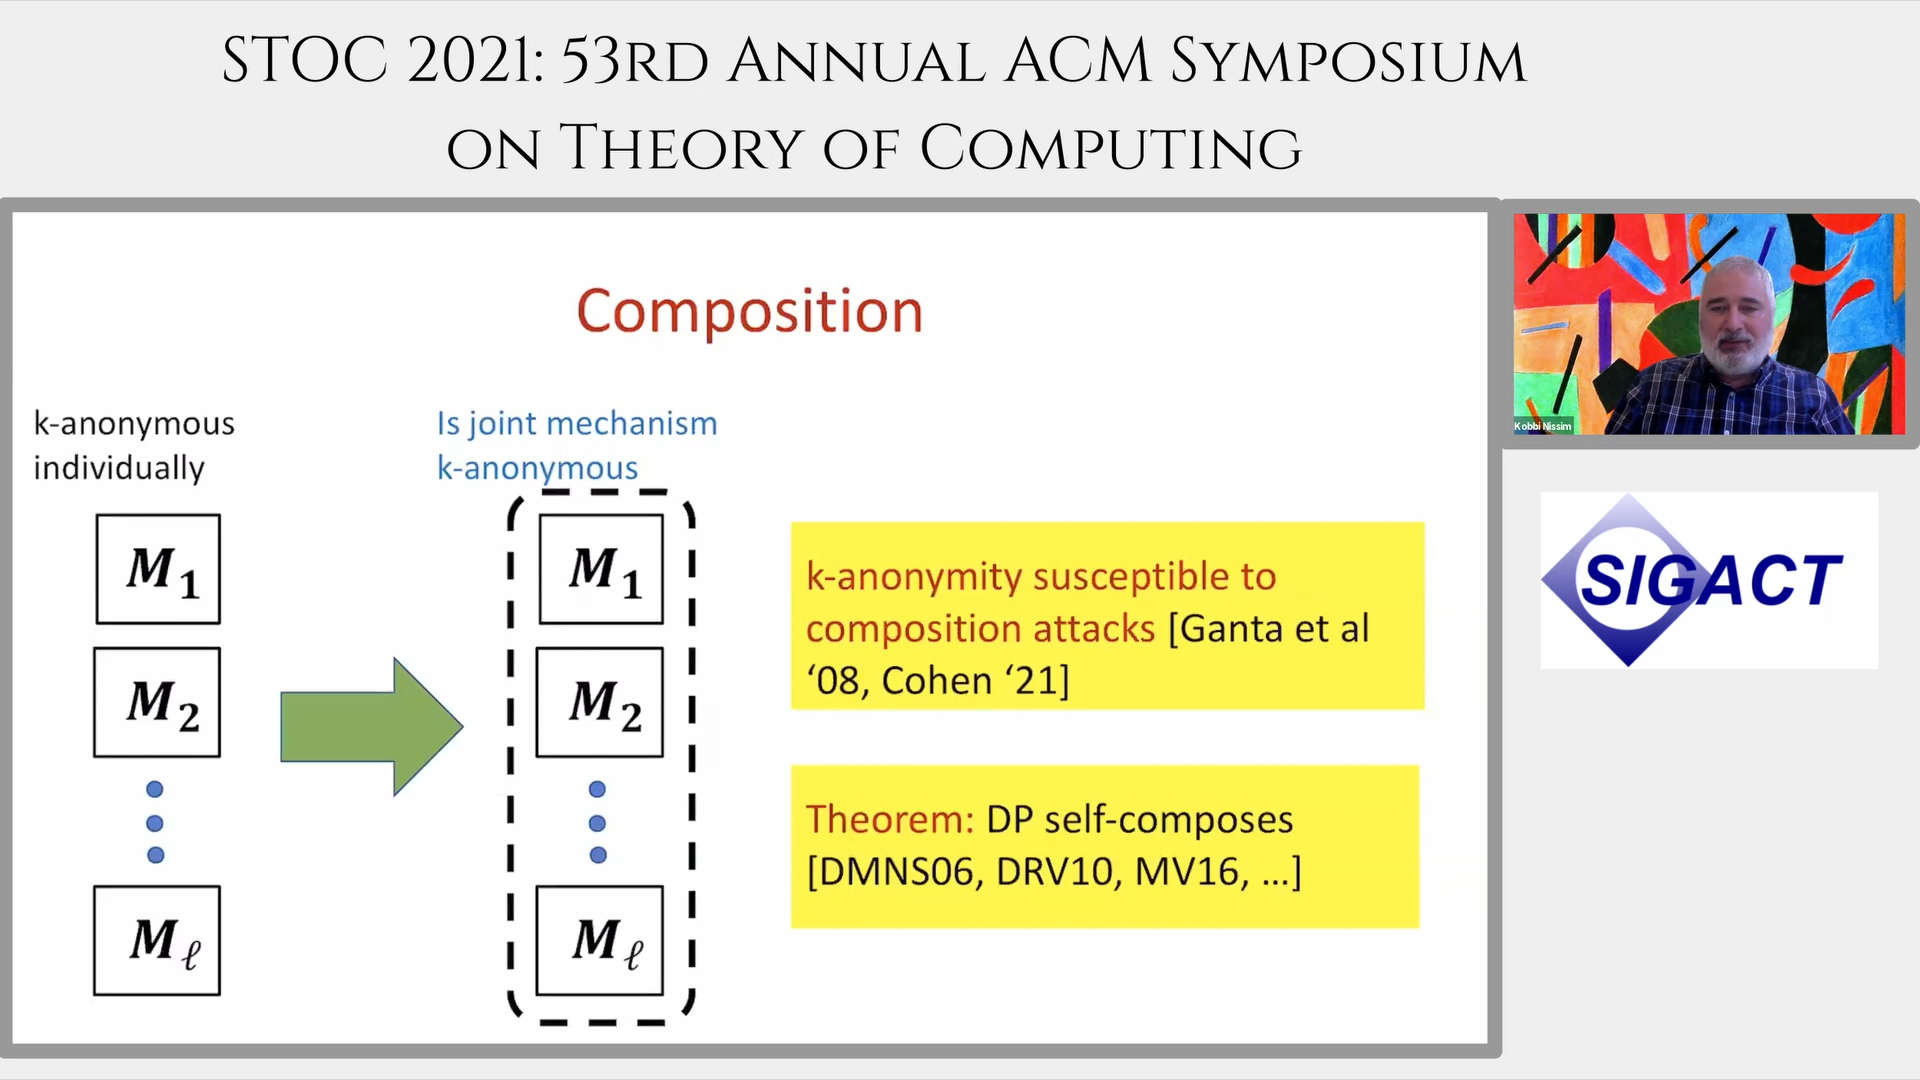 STOC 2021: 53rd Annual ACM Symposium
on Theory of Computing
Composition
k-anonymous
individually
Is joint mechanism
k-anonymous
M1
M2
Mℓ
M1
M2
Mℓ
k-anonymity susceptible to
composition attacks [Ganta et al
‘08, Cohen ‘21]
Theorem: DP self-composes
[DMNS06, DRV10, MV16, …]
Kobbi Nissim
SIGACT